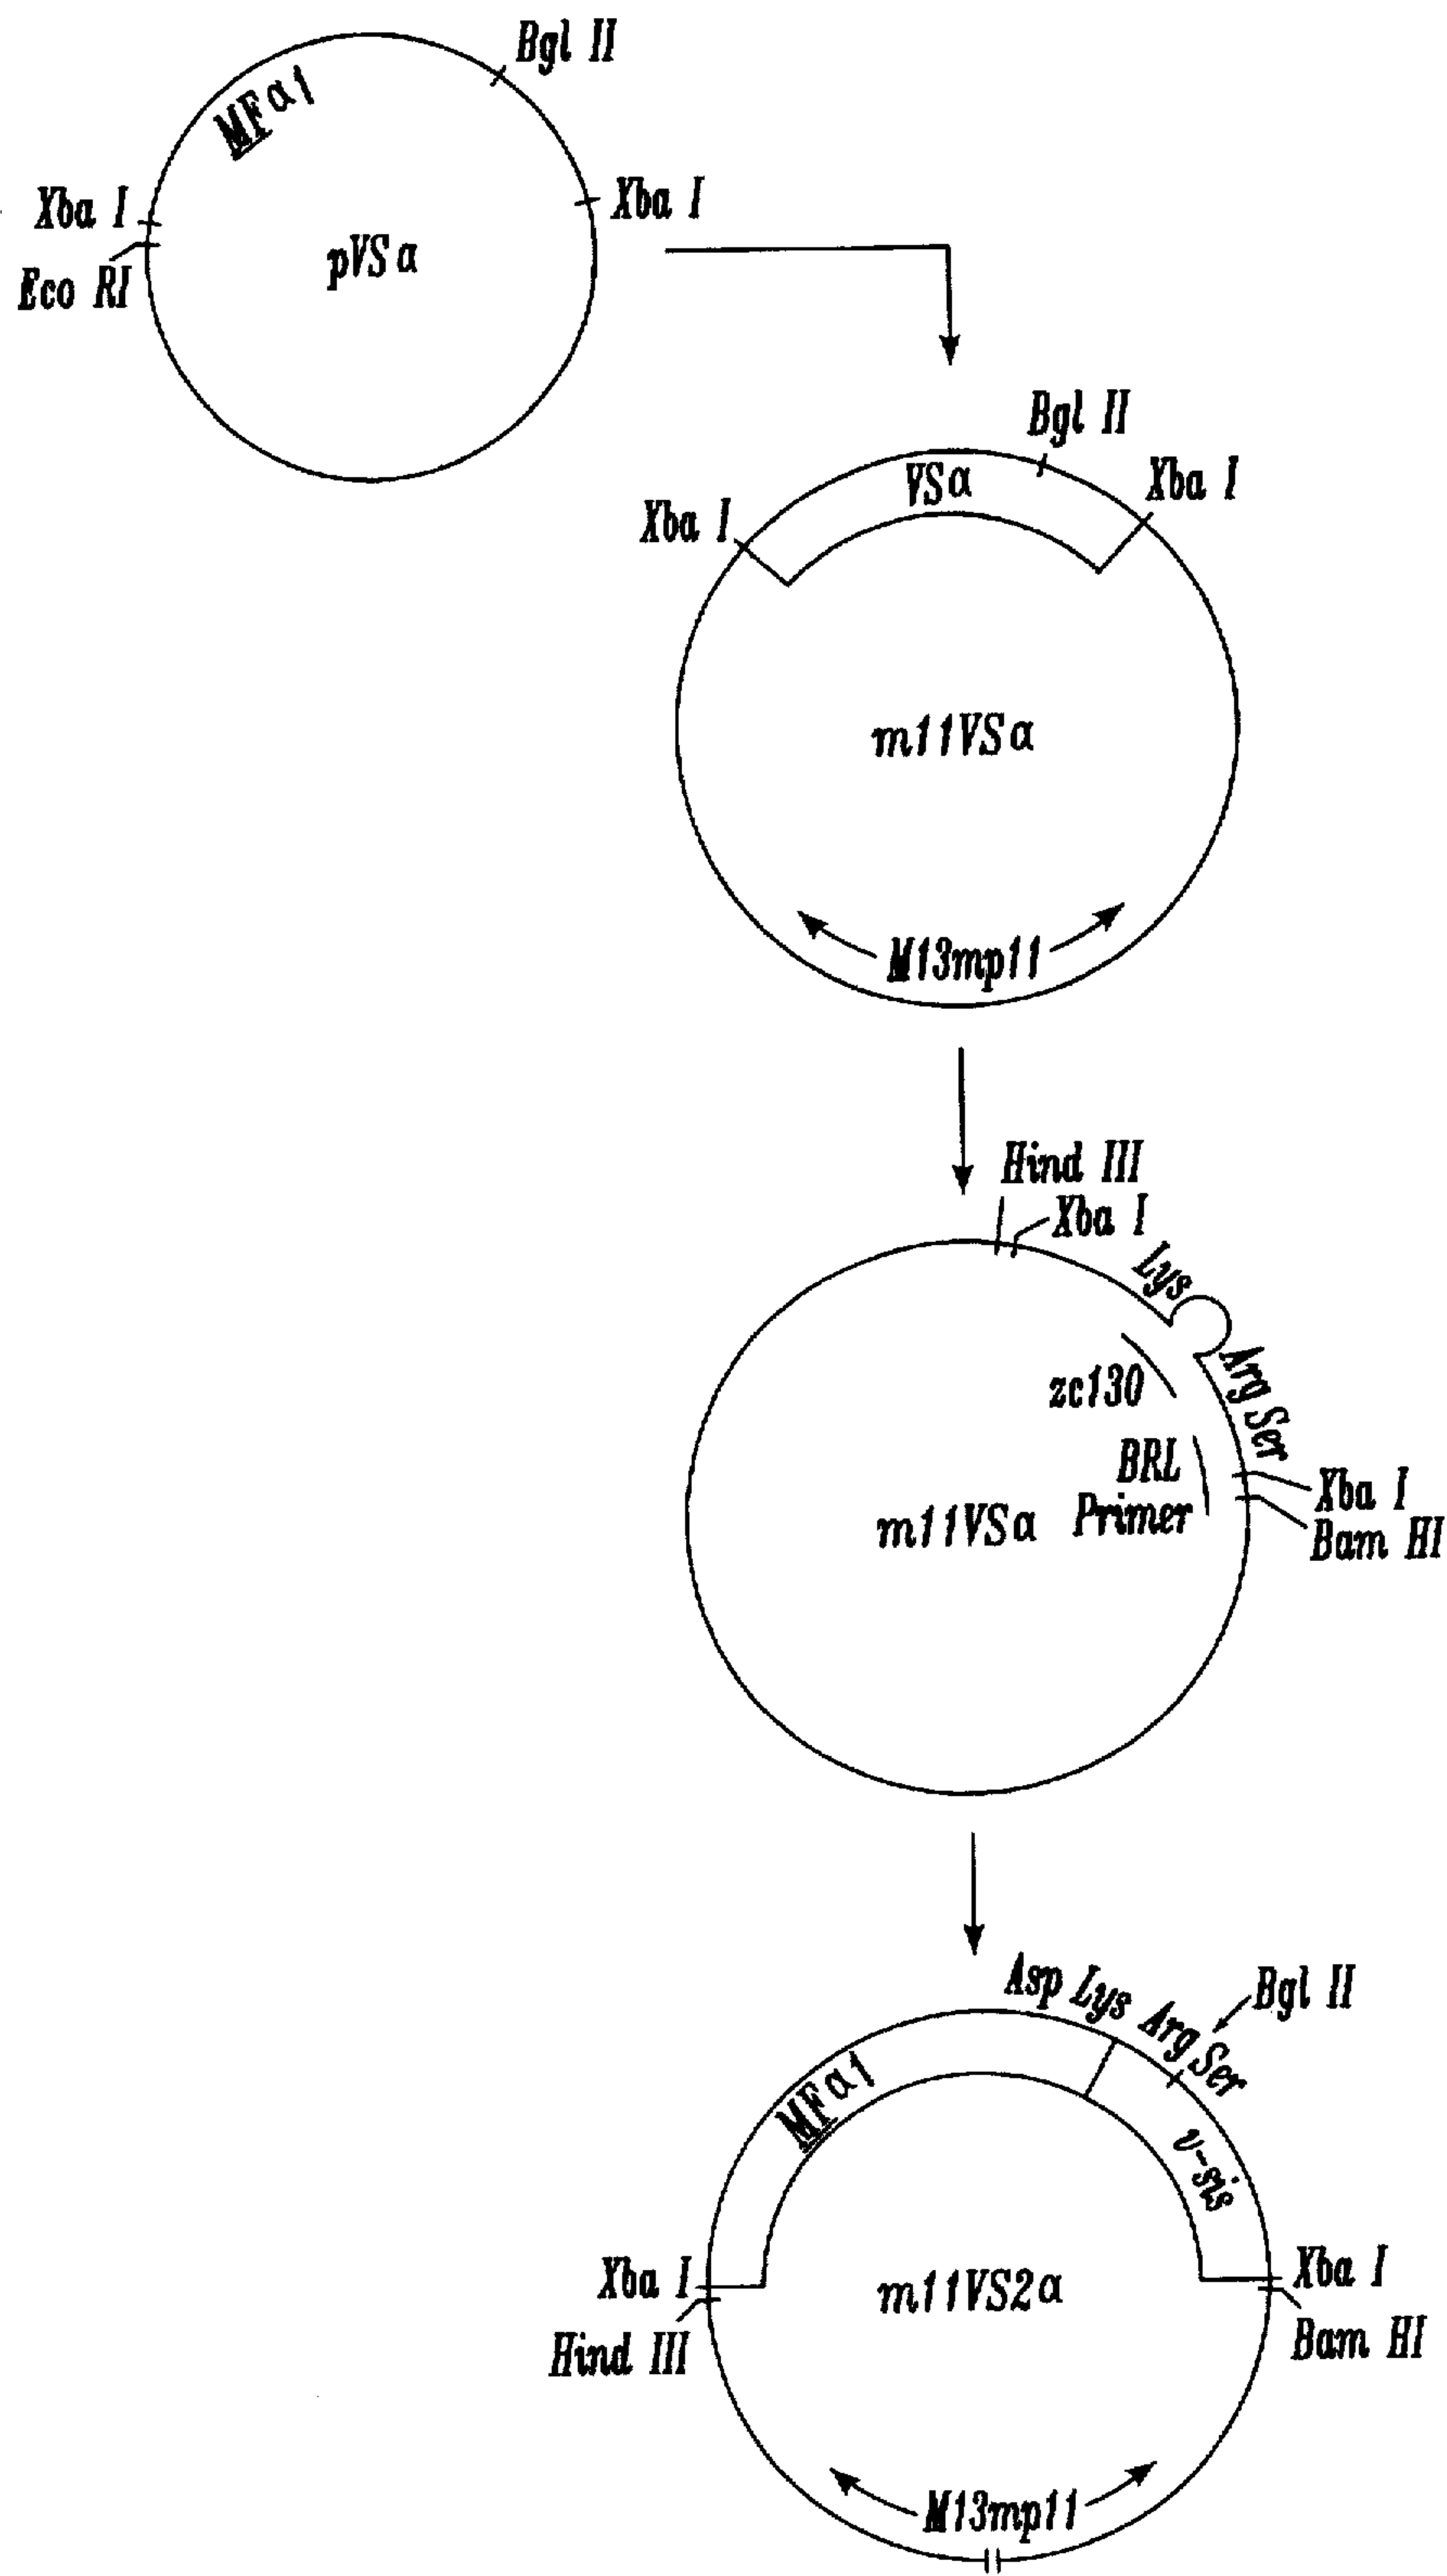 Bgl II
MFα1
Xba I
Xba I
Eco RI
pVSα
Bgl II
VSα
Xba I
Xba I
m11VSα
M13mp11
Hind III
Xba I
Lys
Arg Ser
zc130
BRL
Primer
Xba I
Bam HI
m11VSα
Asp Lys Arg Ser
Bgl II
MFα1
v-sis
Xba I
Hind III
Xba I
Bam HI
m11VS2α
M13mp11